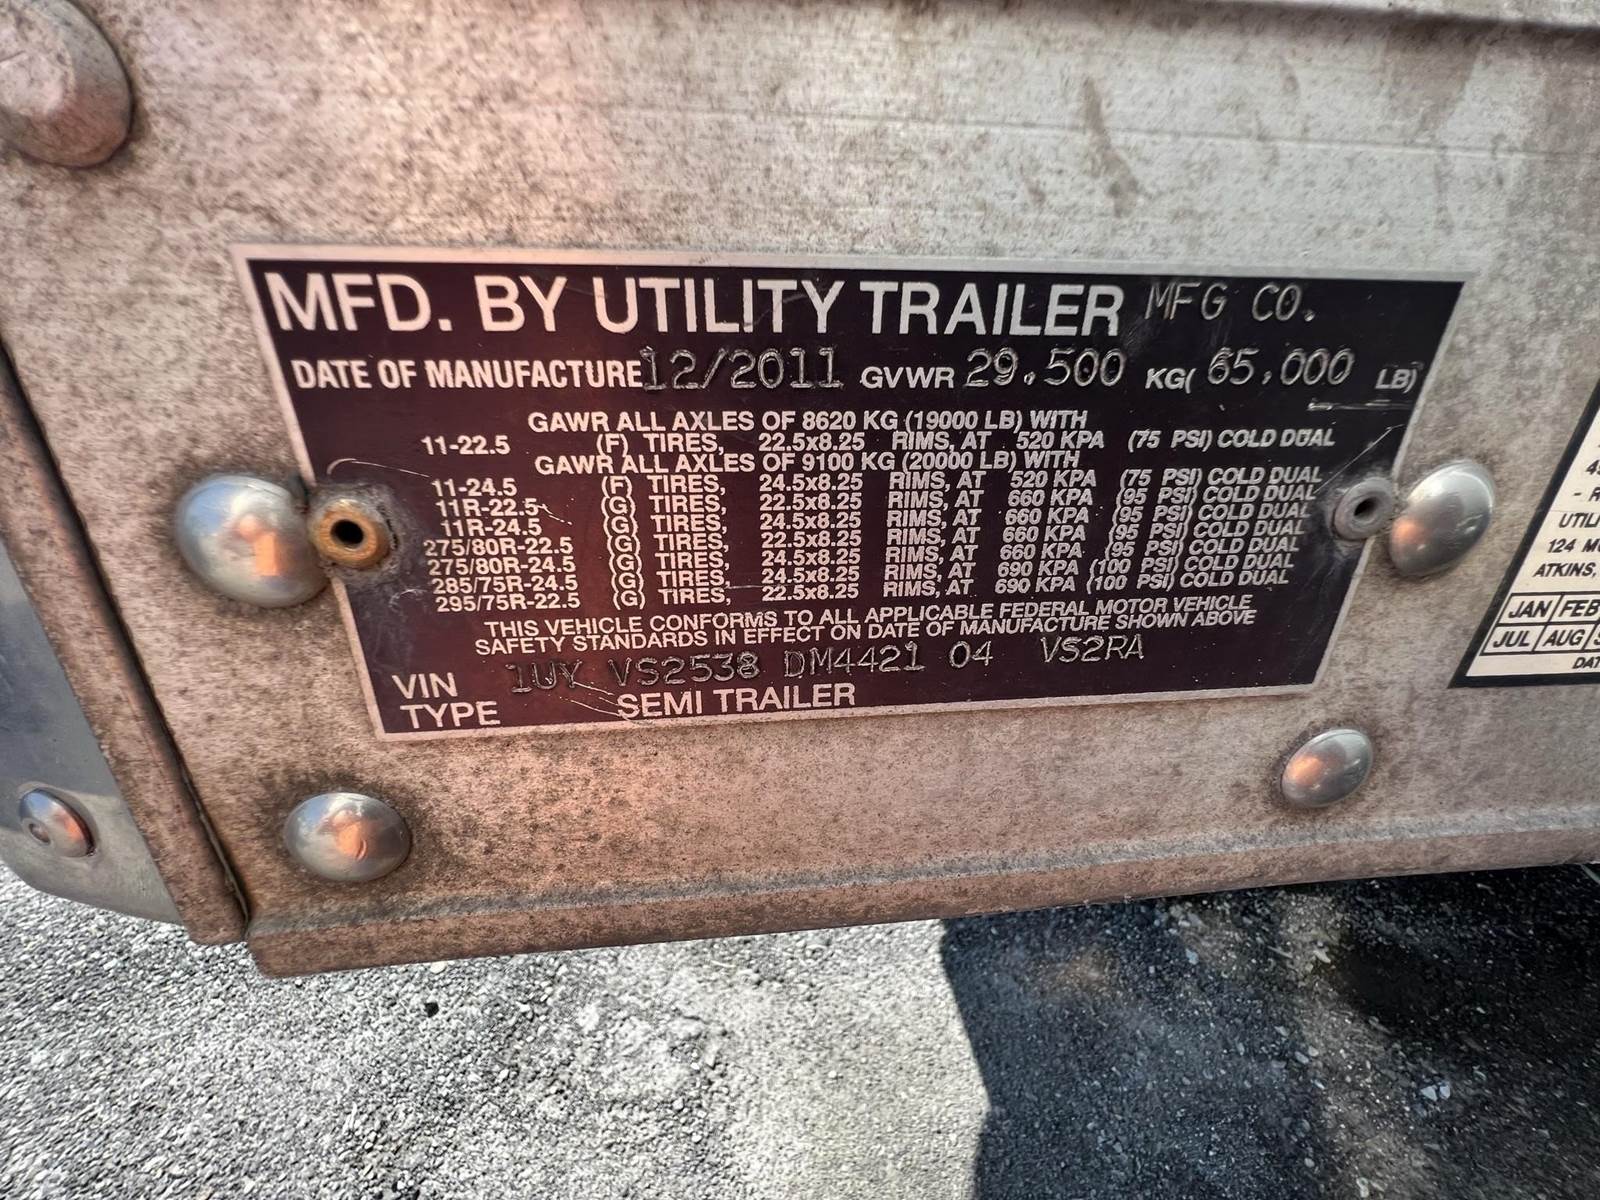 MFD. BY UTILITY TRAILER MFG CO.
DATE OF MANUFACTURE 12/2011 GVWR 29,500 KG( 65,000 LB)
GAWR ALL AXLES OF 8620 KG (19000 LB) WITH
11-22.5 (F) TIRES, 22.5x8.25 RIMS, AT 520 KPA (75 PSI) COLD DUAL
GAWR ALL AXLES OF 9100 KG (20000 LB) WITH
11-24.5 (F) TIRES, 24.5x8.25 RIMS, AT 520 KPA (75 PSI) COLD DUAL
11R-22.5 (G) TIRES, 22.5x8.25 RIMS, AT 660 KPA (95 PSI) COLD DUAL
11R-24.5 (G) TIRES, 24.5x8.25 RIMS, AT 660 KPA (95 PSI) COLD DUAL
275/80R-22.5 (G) TIRES, 22.5x8.25 RIMS, AT 660 KPA (95 PSI) COLD DUAL
275/80R-24.5 (G) TIRES, 24.5x8.25 RIMS, AT 660 KPA (95 PSI) COLD DUAL
285/75R-24.5 (G) TIRES, 24.5x8.25 RIMS, AT 690 KPA (100 PSI) COLD DUAL
295/75R-22.5 (G) TIRES, 22.5x8.25 RIMS, AT 690 KPA (100 PSI) COLD DUAL
THIS VEHICLE CONFORMS TO ALL APPLICABLE FEDERAL MOTOR VEHICLE
SAFETY STANDARDS IN EFFECT ON DATE OF MANUFACTURE SHOWN ABOVE
VIN 1UY VS2538 DM4421 04 VS2RA
TYPE SEMI TRAILER
UTILI
124 M
ATKINS,
JAN FEB
JUL AUG
DAT